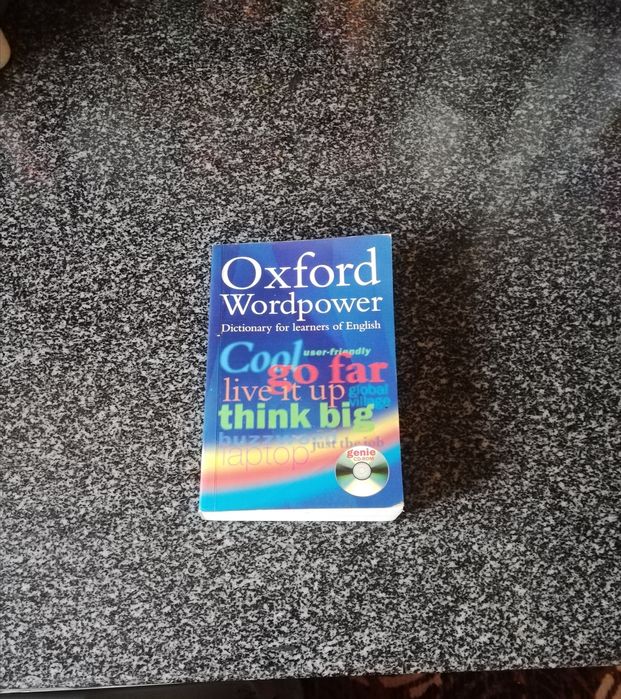 Oxford
Wordpower
Dictionary for learners of English
Cool user-friendly
go far
live it up global
village
think big
buzzword just the job
laptop genie
CD-ROM